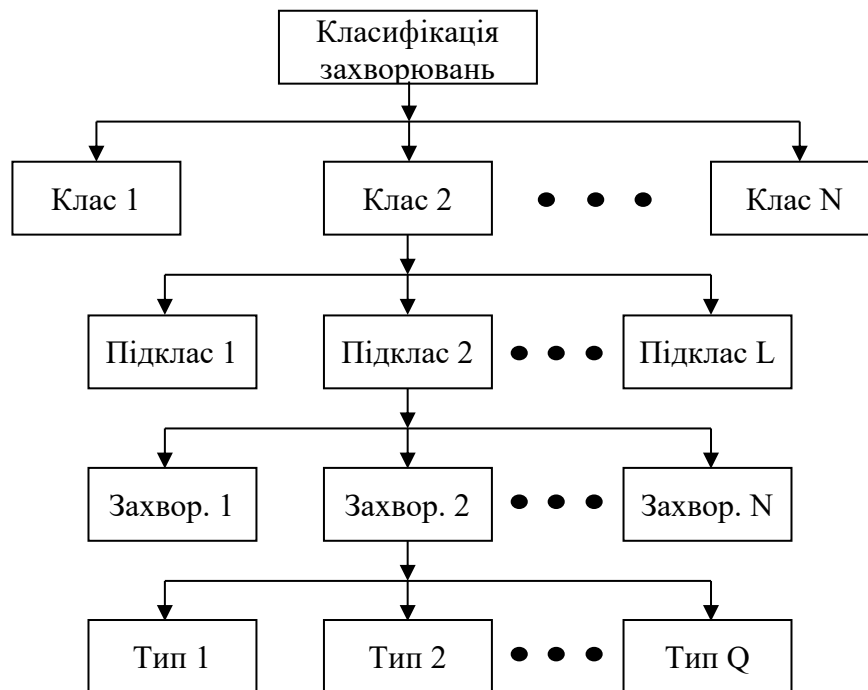 Класифікація
захворювань
Клас 1
Клас 2
Клас N
Підклас 1
Підклас 2
Підклас L
Захвор. 1
Захвор. 2
Захвор. N
Тип 1
Тип 2
Тип Q